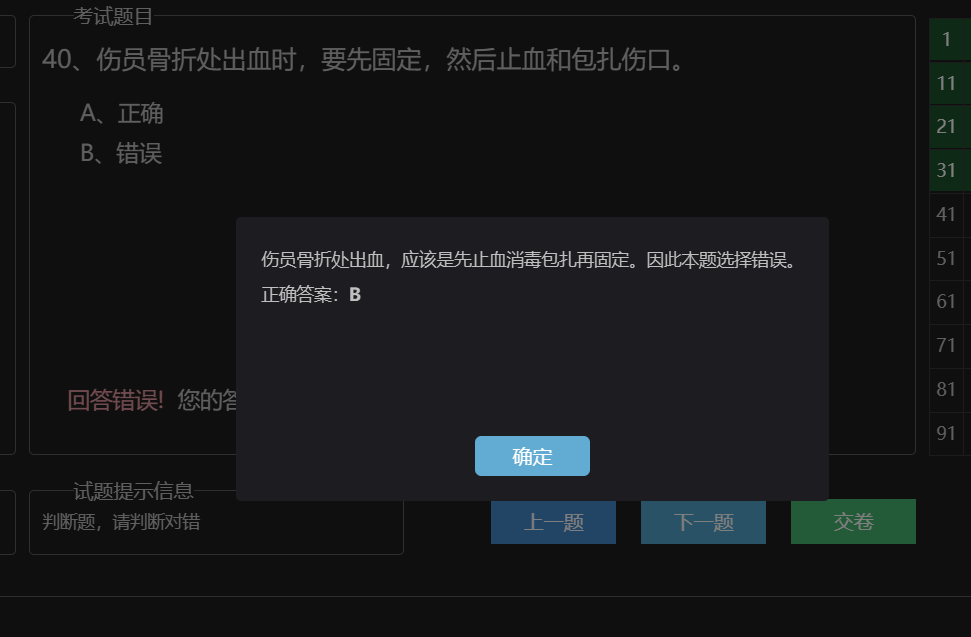 考试题目
40、伤员骨折处出血时，要先固定，然后止血和包扎伤口。
A、正确
B、错误
伤员骨折处出血，应该是先止血消毒包扎再固定。因此本题选择错误。
正确答案：B
确定
回答错误! 您的答
试题提示信息
判断题，请判断对错
上一题
下一题
交卷
1
11
21
31
41
51
61
71
81
91